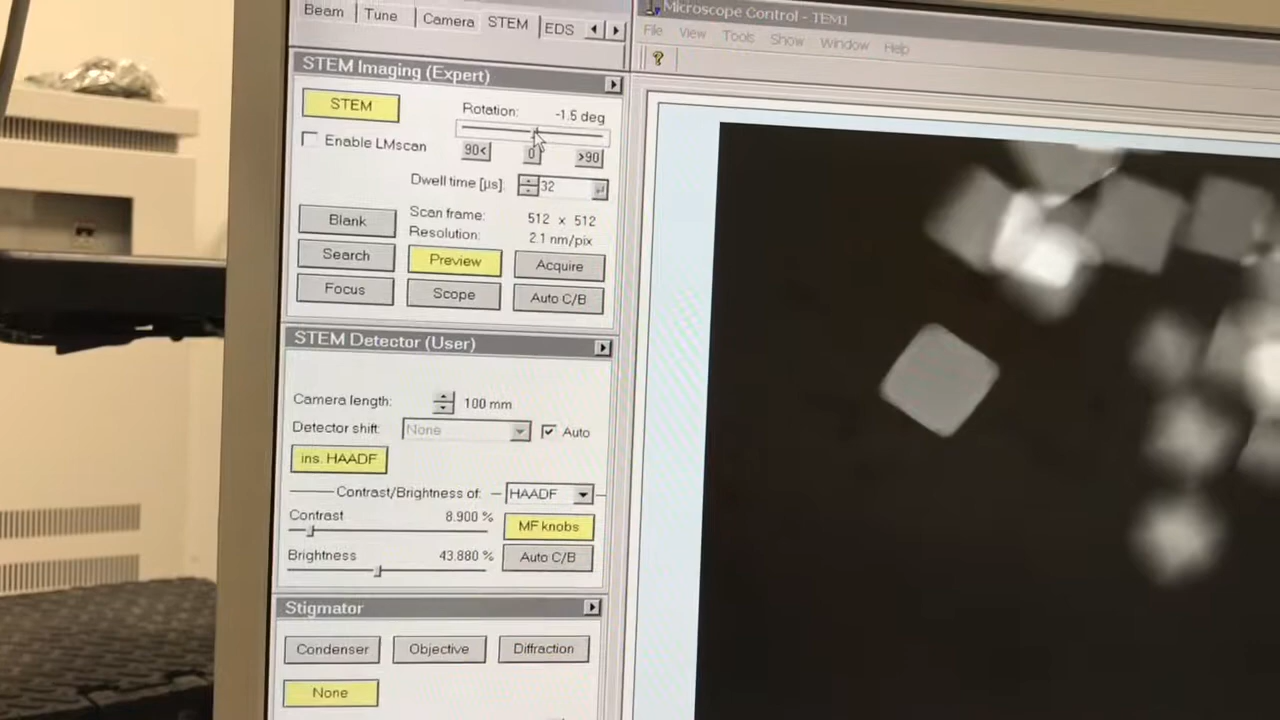 Beam Tune Camera STEM EDS
Microscope Control - TEM1
File View Tools Show Window Help
?
STEM Imaging (Expert)
STEM
Rotation: -1.5 deg
Enable LMscan
90< 0 >90
Dwell time [µs]: 32
Blank
Scan frame: 512 x 512
Resolution: 2.1 nm/pix
Search Preview Acquire
Focus Scope Auto C/B
STEM Detector (User)
Camera length: 100 mm
Detector shift: None Auto
ins. HAADF
Contrast/Brightness of: HAADF
Contrast 8.900 % MF knobs
Brightness 43.880 % Auto C/B
Stigmator
Condenser Objective Diffraction
None